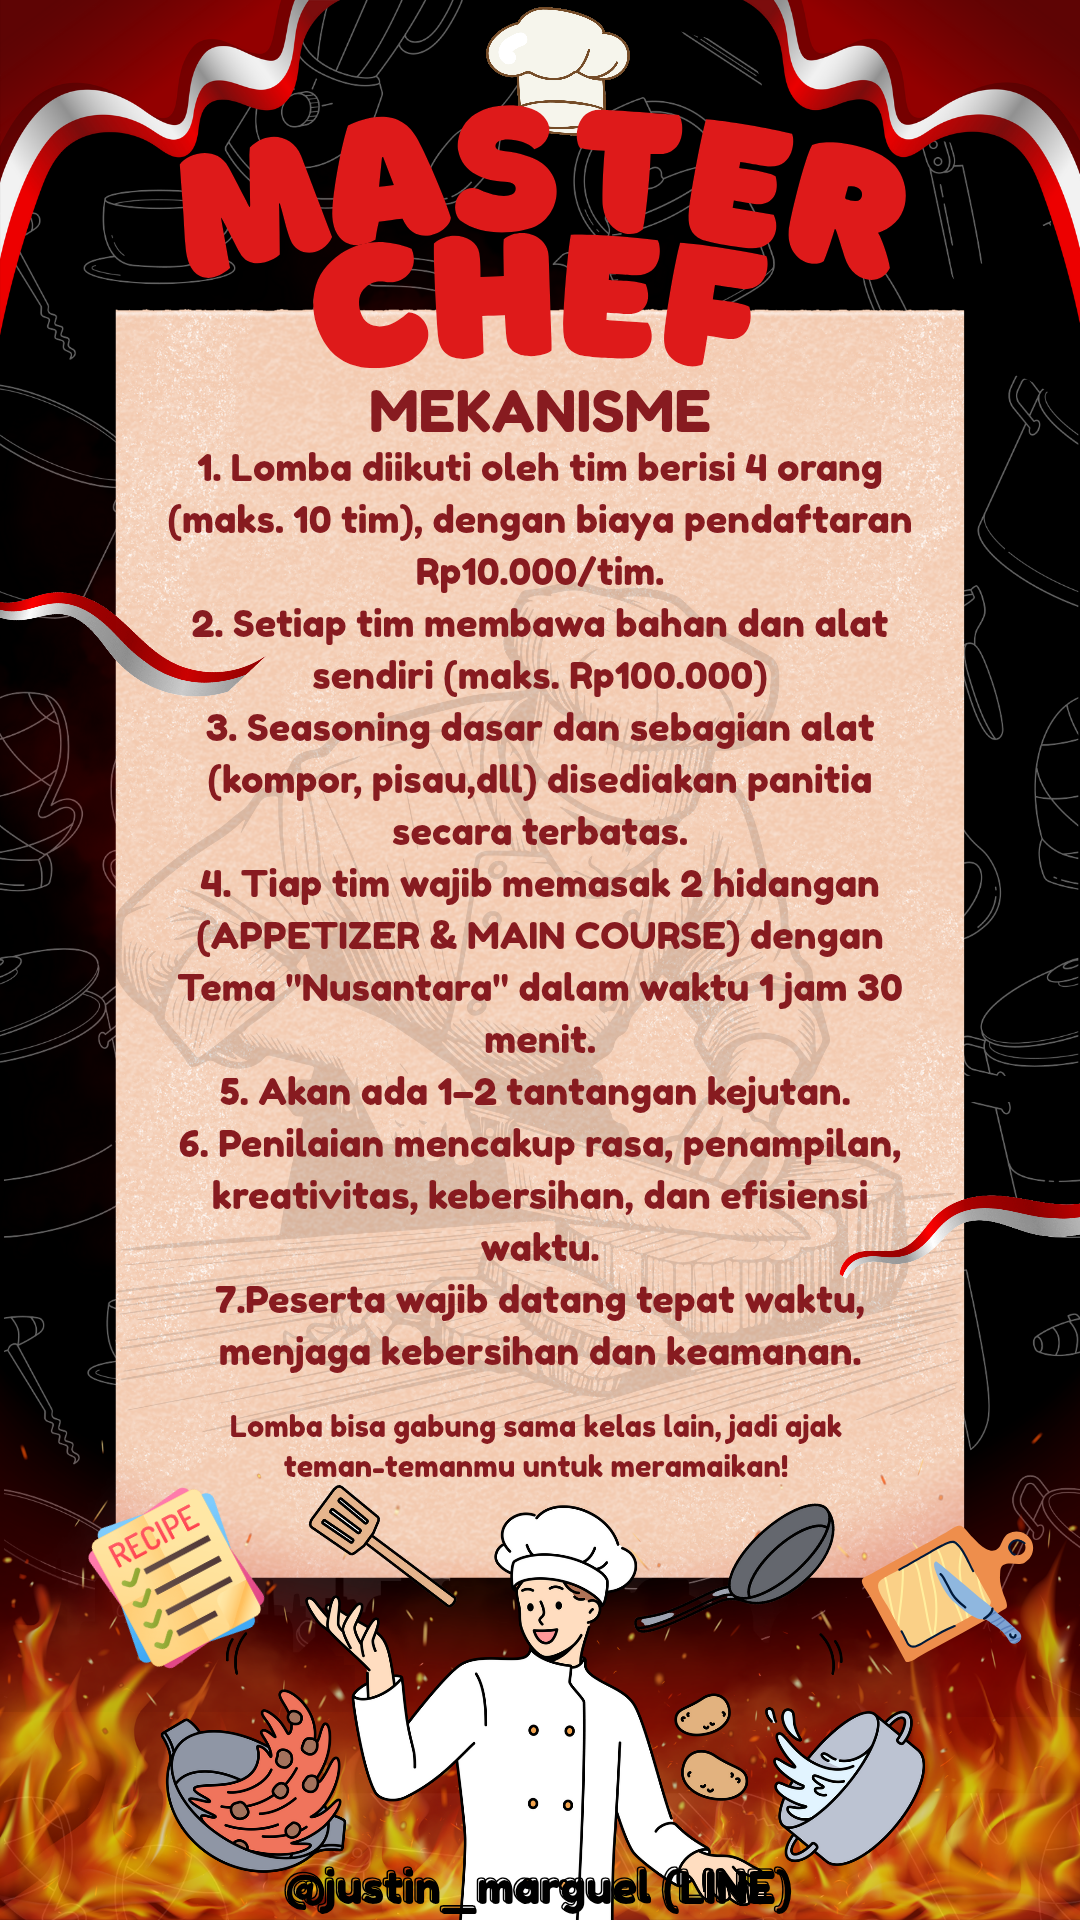 MASTER
CHEF
MEKANISME
1. Lomba diikuti oleh tim berisi 4 orang
(maks. 10 tim), dengan biaya pendaftaran
Rp10.000/tim.
2. Setiap tim membawa bahan dan alat
sendiri (maks. Rp100.000)
3. Seasoning dasar dan sebagian alat
(kompor, pisau,dll) disediakan panitia
secara terbatas.
4. Tiap tim wajib memasak 2 hidangan
(APPETIZER & MAIN COURSE) dengan
Tema "Nusantara" dalam waktu 1 jam 30
menit.
5. Akan ada 1–2 tantangan kejutan.
6. Penilaian mencakup rasa, penampilan,
kreativitas, kebersihan, dan efisiensi
waktu.
7.Peserta wajib datang tepat waktu,
menjaga kebersihan dan keamanan.
Lomba bisa gabung sama kelas lain, jadi ajak
teman-temanmu untuk meramaikan!
RECIPE
@justin_marguel (LINE)